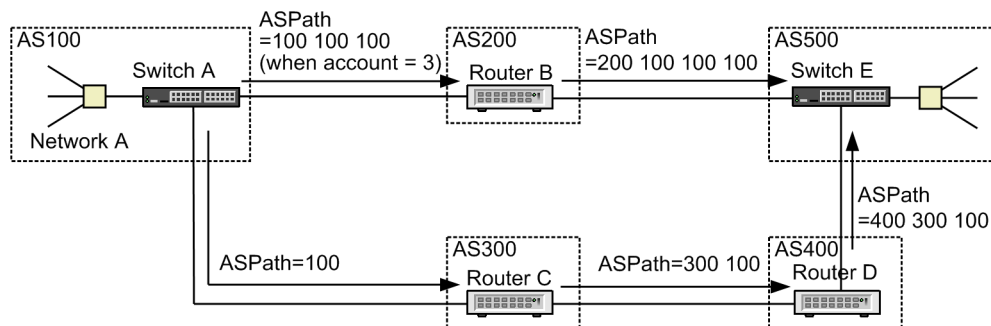 AS100
ASPath
=100 100 100
(when account = 3)
AS200
ASPath
=200 100 100 100
AS500
Switch A
Router B
Switch E
Network A
ASPath
=400 300 100
ASPath=100
AS300
Router C
ASPath=300 100
AS400
Router D